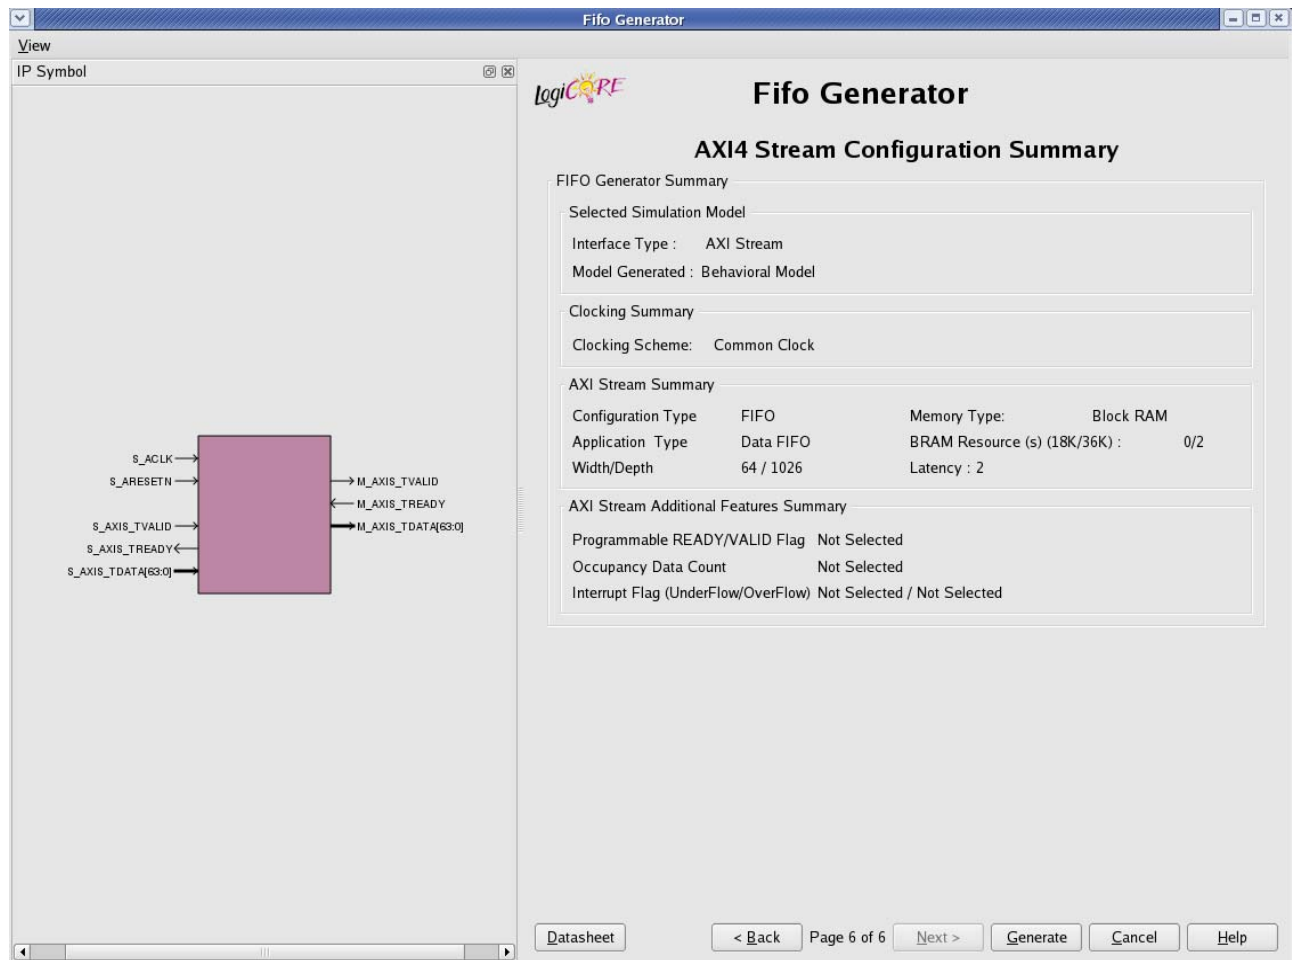 Fifo Generator
View
IP Symbol
LogiCORE
Fifo Generator
AXI4 Stream Configuration Summary
FIFO Generator Summary
Selected Simulation Model
Interface Type : AXI Stream
Model Generated : Behavioral Model
Clocking Summary
Clocking Scheme: Common Clock
AXI Stream Summary
Configuration Type FIFO Memory Type: Block RAM
Application Type Data FIFO BRAM Resource (s) (18K/36K) : 0/2
Width/Depth 64 / 1026 Latency : 2
AXI Stream Additional Features Summary
Programmable READY/VALID Flag Not Selected
Occupancy Data Count Not Selected
Interrupt Flag (UnderFlow/OverFlow) Not Selected / Not Selected
S_ACLK
S_ARESETN
S_AXIS_TVALID
S_AXIS_TREADY
S_AXIS_TDATA[63:0]
M_AXIS_TVALID
M_AXIS_TREADY
M_AXIS_TDATA[63:0]
Datasheet < Back Page 6 of 6 Next > Generate Cancel Help